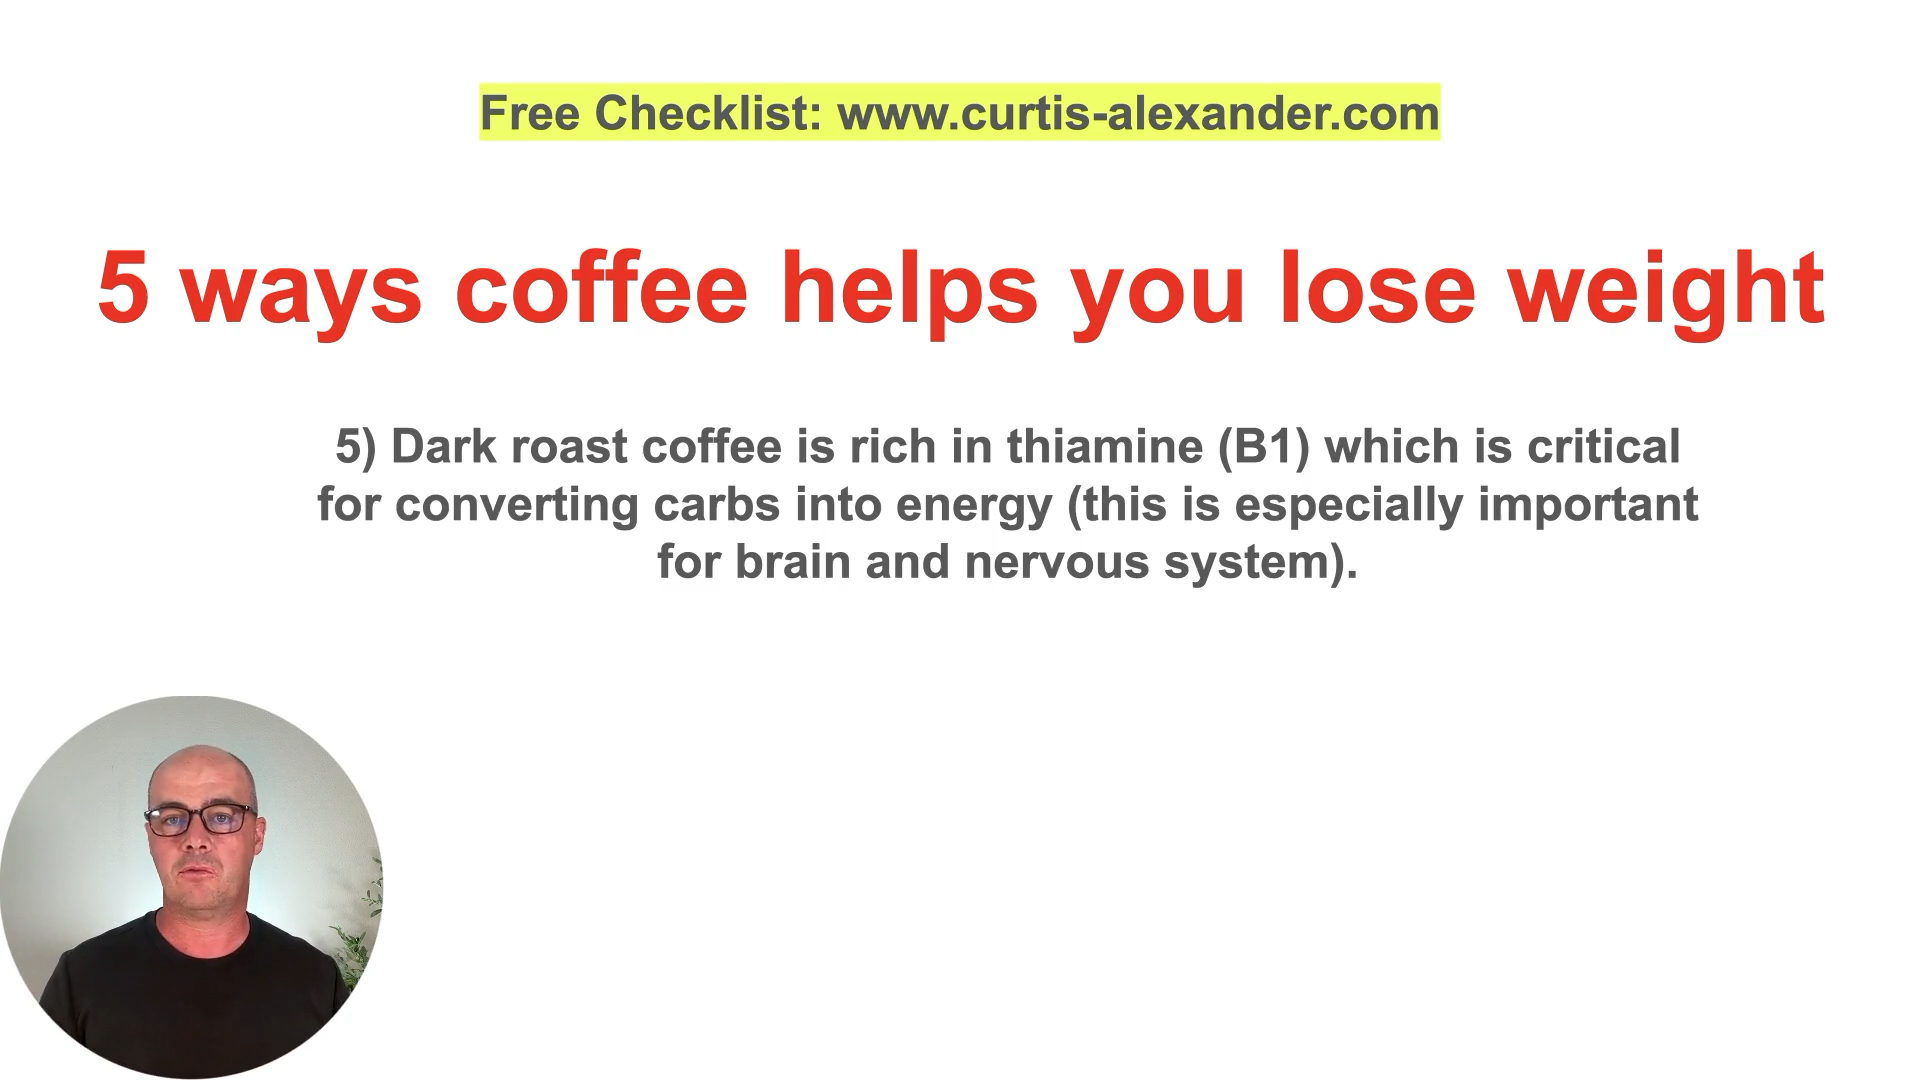 Free Checklist: www.curtis-alexander.com
5 ways coffee helps you lose weight
5) Dark roast coffee is rich in thiamine (B1) which is critical
for converting carbs into energy (this is especially important
for brain and nervous system).